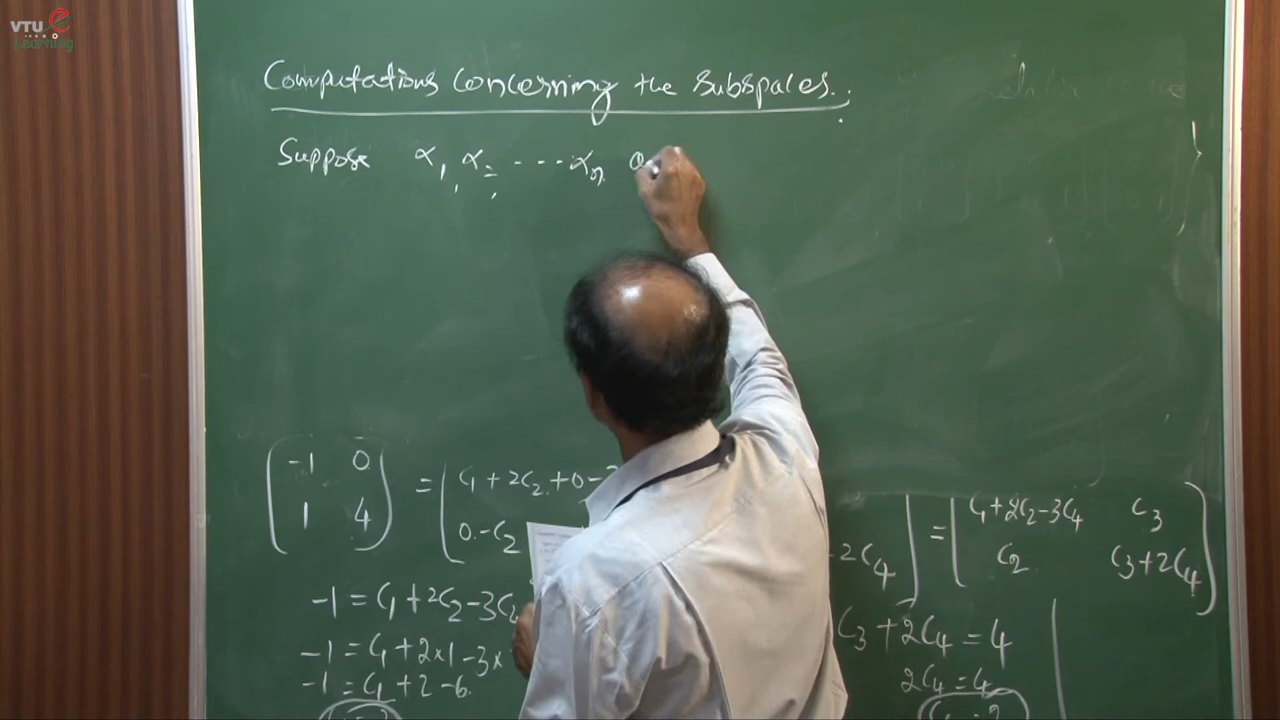 VTU e
Learning
Computations Concerning the Subspaces.
Suppose α1, α2, ---- αn
-1 0
1 4
= C1 + 2C2 + 0 -
0 - C2
-2C4
= C1+2C2-3C4 C3
C2 C3+2C4
-1 = C1 + 2C2 - 3C
C3 + 2C4 = 4
-1 = C1 + 2×1 - 3×
2C4 = 4
-1 = C1 + 2 - 6